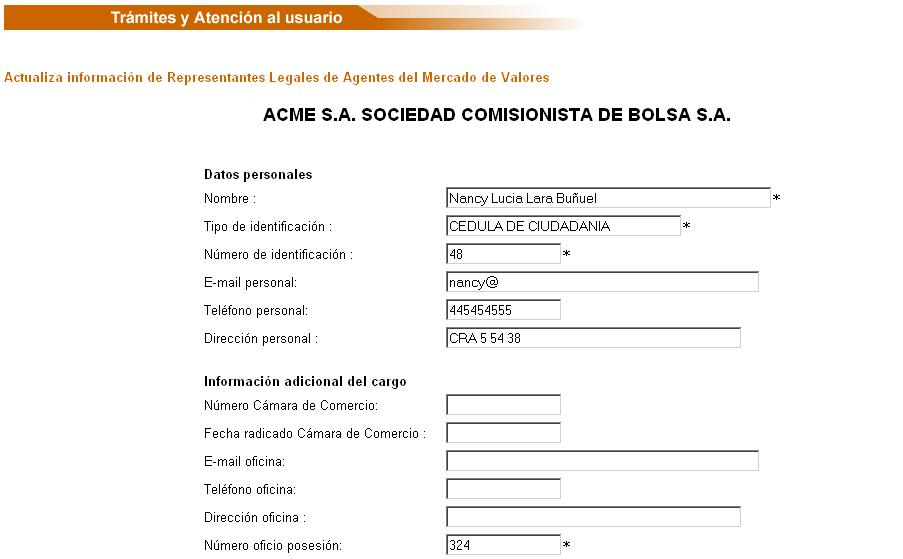 Trámites y Atención al usuario
Actualiza información de Representantes Legales de Agentes del Mercado de Valores
ACME S.A. SOCIEDAD COMISIONISTA DE BOLSA S.A.
Datos personales
Nombre : Nancy Lucia Lara Buñuel *
Tipo de identificación : CEDULA DE CIUDADANIA *
Número de identificación : 48 *
E-mail personal: nancy@
Teléfono personal: 445454555
Dirección personal : CRA 5 54 38
Información adicional del cargo
Número Cámara de Comercio:
Fecha radicado Cámara de Comercio :
E-mail oficina:
Teléfono oficina:
Dirección oficina :
Número oficio posesión: 324 *